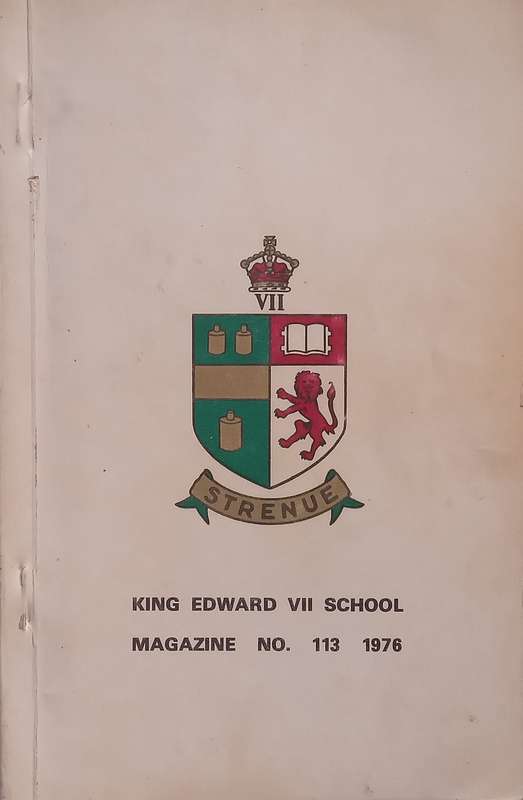 VII
STRENUE
KING EDWARD VII SCHOOL
MAGAZINE NO. 113 1976